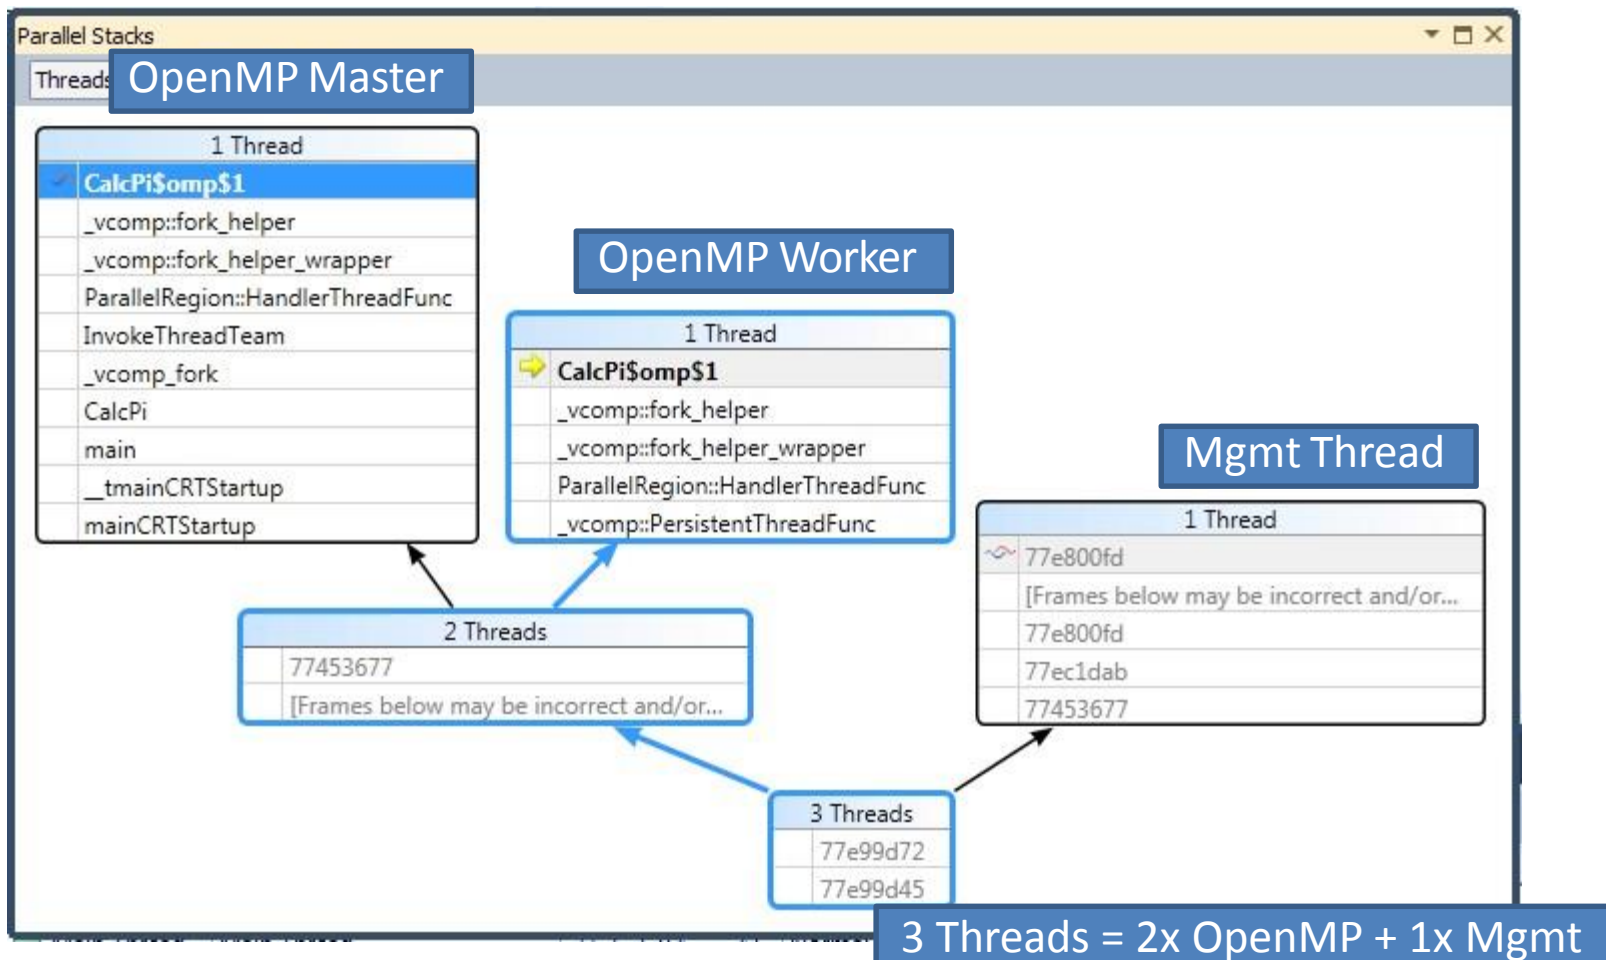 Parallel Stacks
Threads
OpenMP Master
1 Thread
CalcPi$omp$1
_vcomp::fork_helper
_vcomp::fork_helper_wrapper
ParallelRegion::HandlerThreadFunc
InvokeThreadTeam
_vcomp_fork
CalcPi
main
__tmainCRTStartup
mainCRTStartup
OpenMP Worker
1 Thread
CalcPi$omp$1
_vcomp::fork_helper
_vcomp::fork_helper_wrapper
ParallelRegion::HandlerThreadFunc
_vcomp::PersistentThreadFunc
Mgmt Thread
1 Thread
77e800fd
[Frames below may be incorrect and/or...
77e800fd
77ec1dab
77453677
2 Threads
77453677
[Frames below may be incorrect and/or...
3 Threads
77e99d72
77e99d45
3 Threads = 2x OpenMP + 1x Mgmt